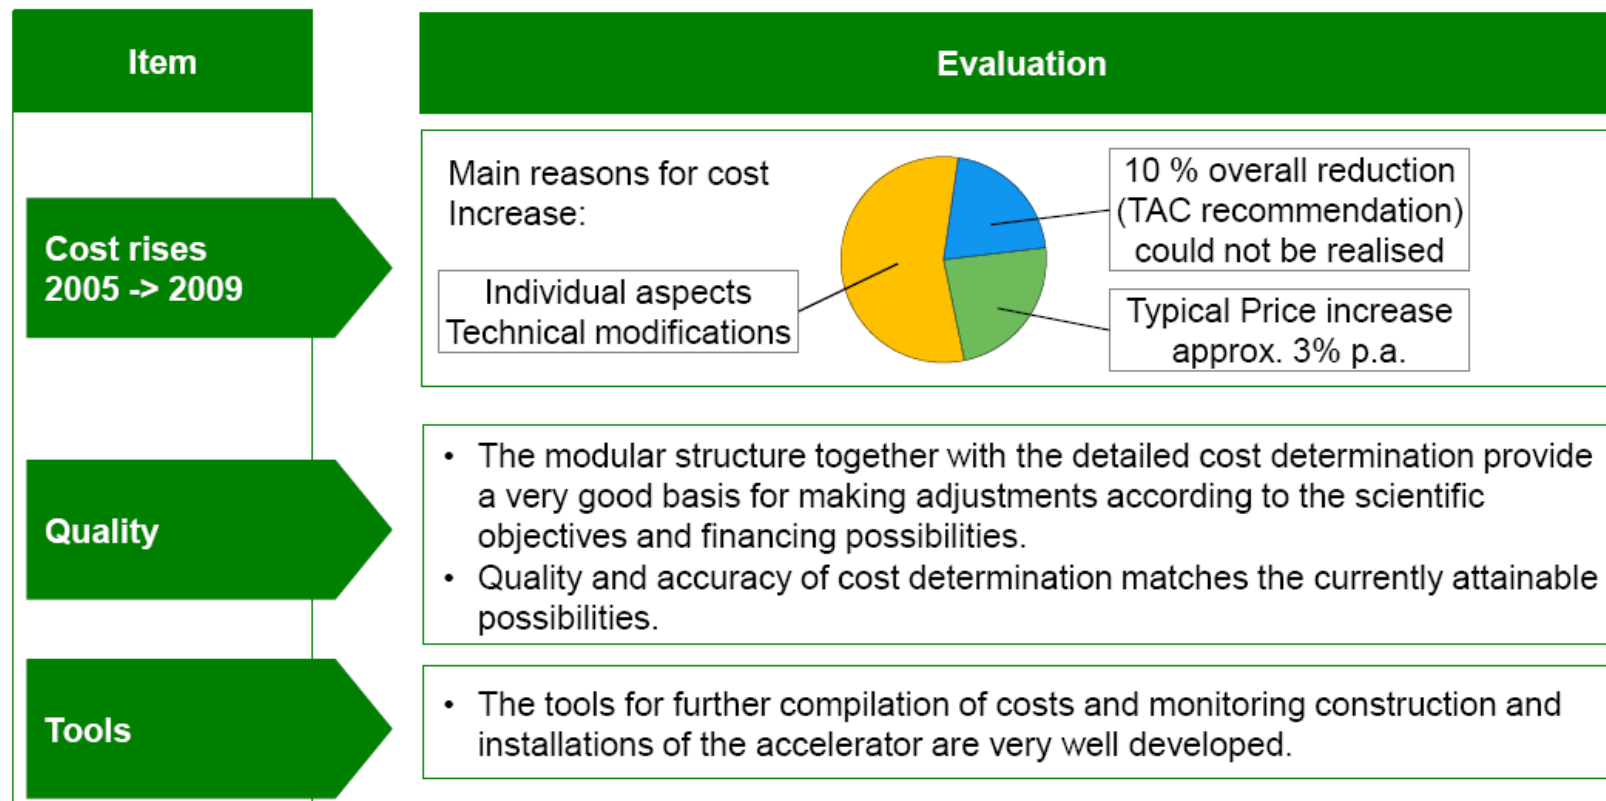 Item
Evaluation
Cost rises
2005 -> 2009
Main reasons for cost
Increase:
Individual aspects
Technical modifications
10 % overall reduction
(TAC recommendation)
could not be realised
Typical Price increase
approx. 3% p.a.
Quality
• The modular structure together with the detailed cost determination provide
a very good basis for making adjustments according to the scientific
objectives and financing possibilities.
• Quality and accuracy of cost determination matches the currently attainable
possibilities.
Tools
• The tools for further compilation of costs and monitoring construction and
installations of the accelerator are very well developed.